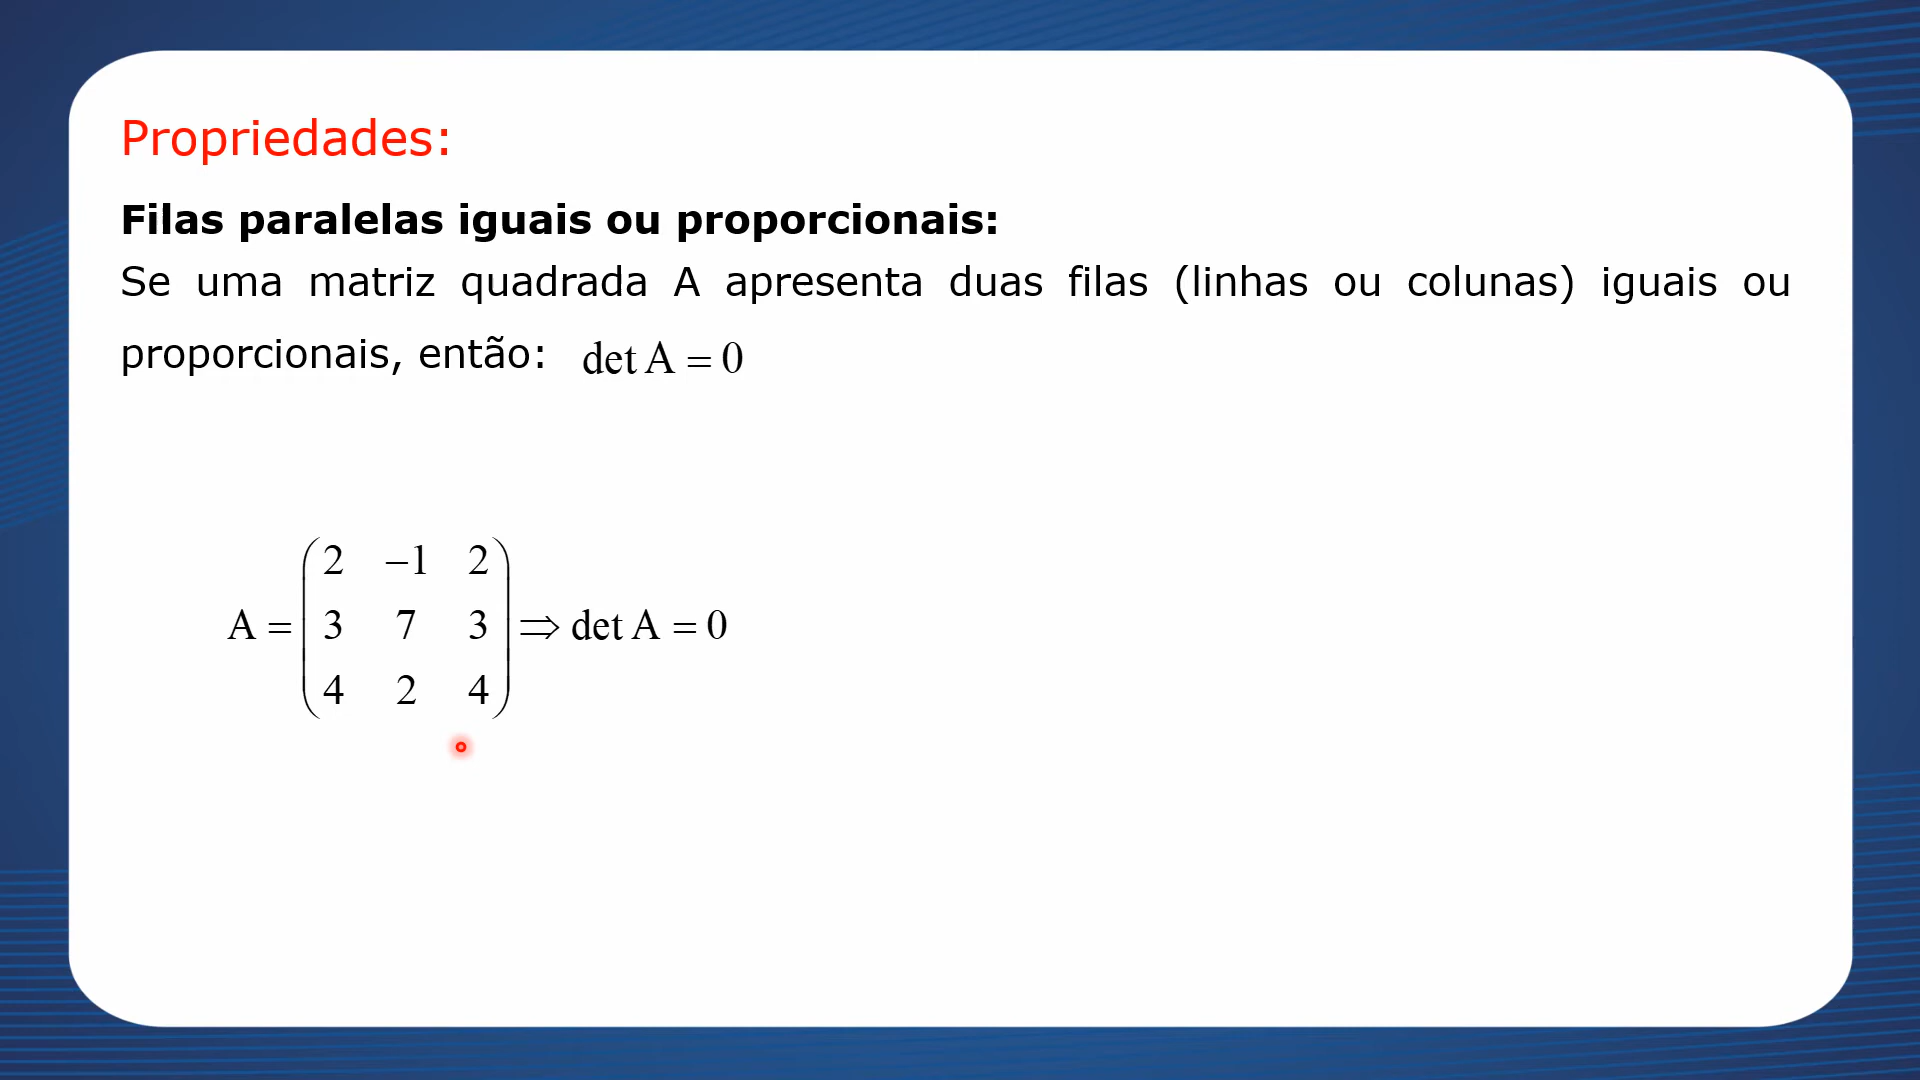 Propriedades:
Filas paralelas iguais ou proporcionais:
Se uma matriz quadrada A apresenta duas filas (linhas ou colunas) iguais ou
proporcionais, então: det A = 0
2 −1 2
A = 3 7 3 ⇒ det A = 0
4 2 4